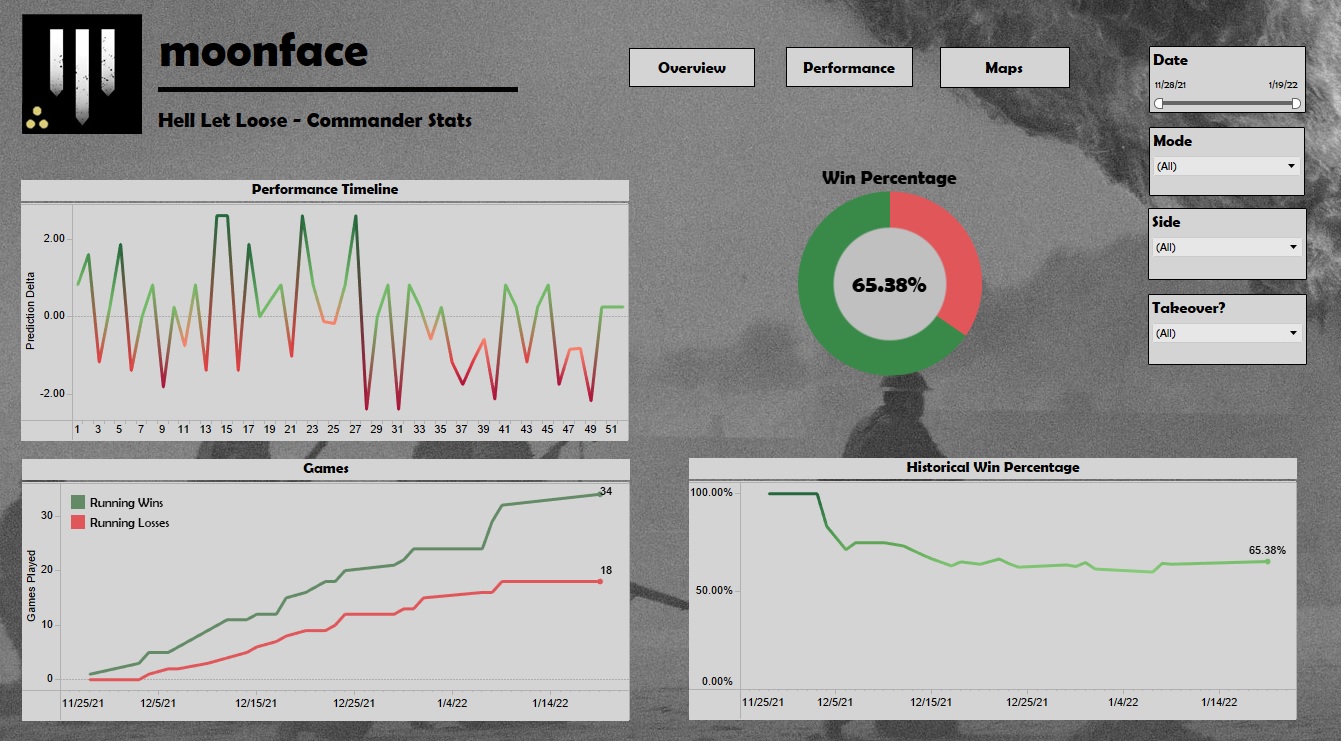 moonface
Hell Let Loose - Commander Stats
Overview
Performance
Maps
Date
11/28/21
1/19/22
Mode
(All)
Side
(All)
Takeover?
(All)
Performance Timeline
Prediction Delta
2.00
0.00
-2.00
1 3 5 7 9 11 13 15 17 19 21 23 25 27 29 31 33 35 37 39 41 43 45 47 49 51
Win Percentage
65.38%
Games
Running Wins
Running Losses
Games Played
30
20
10
0
34
18
11/25/21 12/5/21 12/15/21 12/25/21 1/4/22 1/14/22
Historical Win Percentage
100.00%
50.00%
0.00%
65.38%
11/25/21 12/5/21 12/15/21 12/25/21 1/4/22 1/14/22